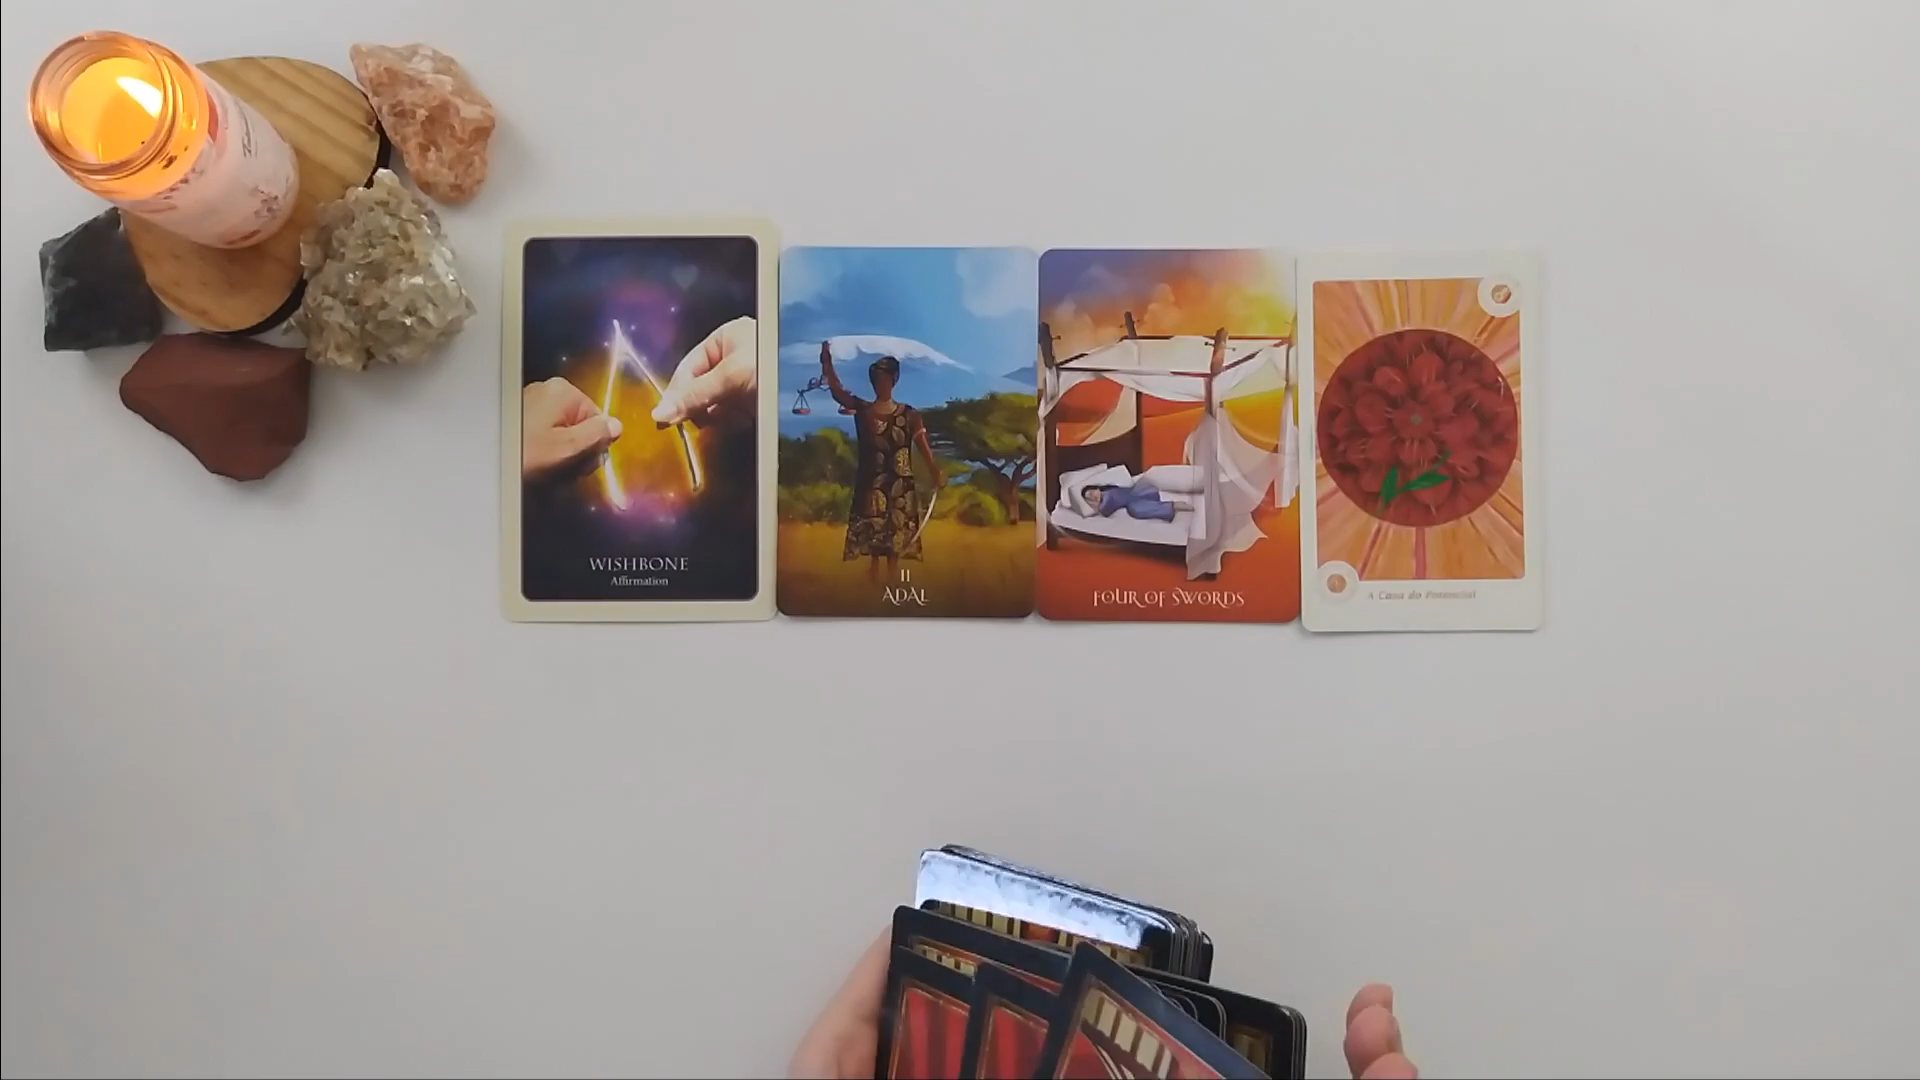 WISHBONE
Affirmation
II
ADAL
FOUR OF SWORDS
A Casa do Potencial